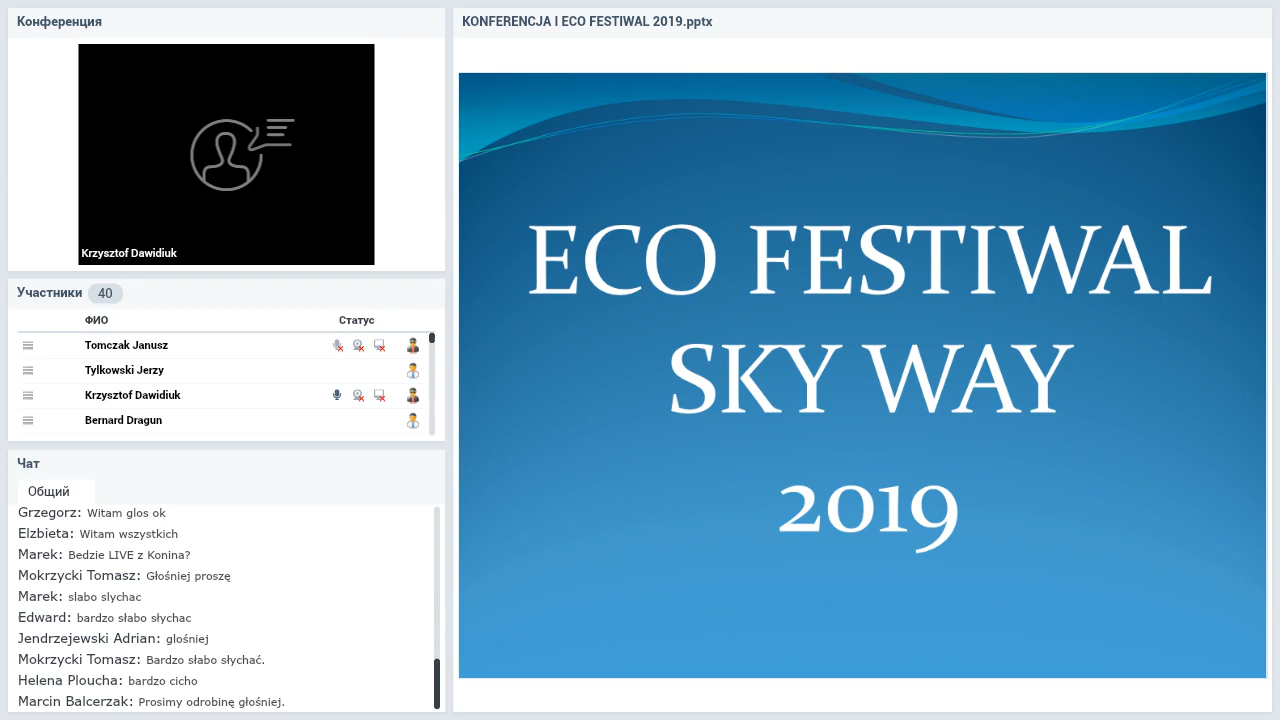 Конференция
Krzysztof Dawidiuk
Участники 40
ФИО Статус
Tomczak Janusz
Tylkowski Jerzy
Krzysztof Dawidiuk
Bernard Dragun
Чат
Общий
Grzegorz: Witam glos ok
Elzbieta: Witam wszystkich
Marek: Bedzie LIVE z Konina?
Mokrzycki Tomasz: Głośniej proszę
Marek: slabo slychac
Edward: bardzo słabo słychac
Jendrzejewski Adrian: glośniej
Mokrzycki Tomasz: Bardzo słabo słychać.
Helena Ploucha: bardzo cicho
Marcin Balcerzak: Prosimy odrobinę głośniej.
KONFERENCJA I ECO FESTIWAL 2019.pptx
ECO FESTIWAL
SKY WAY
2019